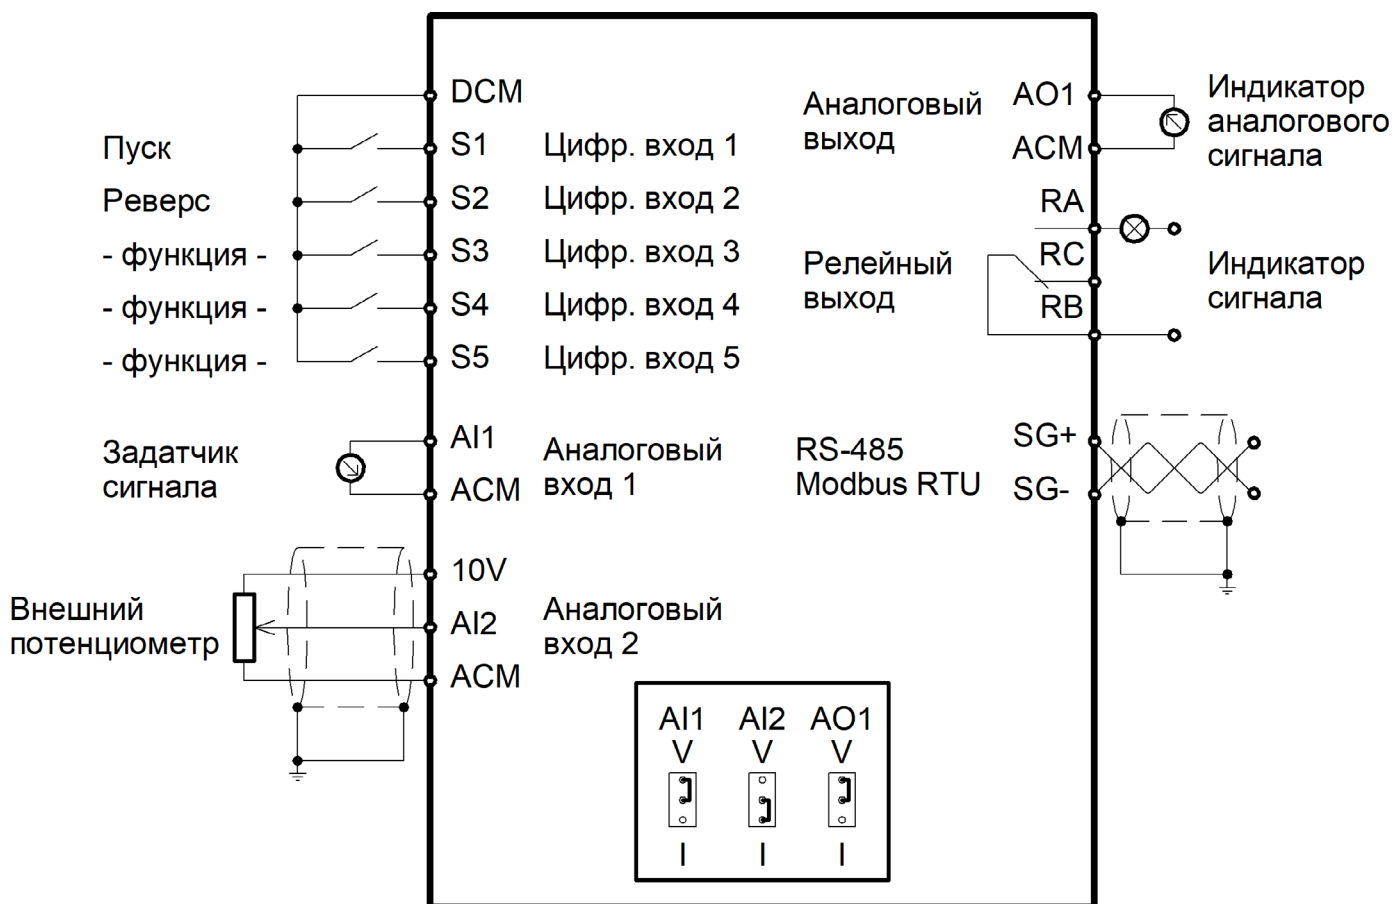 DCM
Пуск
S1
Цифр. вход 1
Реверс
S2
Цифр. вход 2
- функция -
S3
Цифр. вход 3
- функция -
S4
Цифр. вход 4
- функция -
S5
Цифр. вход 5
Задатчик
сигнала
AI1
ACM
Аналоговый
вход 1
Внешний
потенциометр
10V
AI2
ACM
Аналоговый
вход 2
Аналоговый
выход
AO1
ACM
Индикатор
аналогового
сигнала
Релейный
выход
RA
RC
RB
Индикатор
сигнала
RS-485
Modbus RTU
SG+
SG-
AI1 AI2 AO1
V V V
I I I